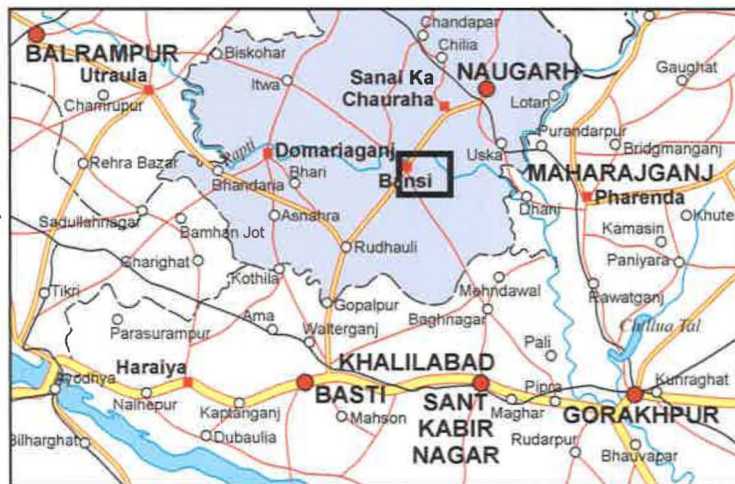 Chandapar
BALRAMPUR
Biskohar
Chilia
Utraula
Itwa
Sanai Ka
Chauraha
NAUGARH
Gaughat
Chamrupur
Lotan
Purandarpur
Rehra Bazar
Rapti
Domariaganj
Uska
Bridgmanganj
Bhandaria
Bhari
Bansi
MAHARAJGANJ
Pharenda
Sadullahnagar
Bamhan Jot
Asnahra
Dhani
Khute
Kamasin
Rudhauli
Gharighat
Kothila
Paniyara
Tikri
Mehndawal
Rawatganj
Gopalpur
Baghnagar
Parasurampur
Ama
Walterganj
Chillua Tal
Pali
Haraiya
KHALILABAD
Ayodhya
Nalhepur
BASTI
SANT
KABIR
NAGAR
Pipra
Kunraghat
Kaptanganj
Mahson
Maghar
GORAKHPUR
Bilharghat
Dubaulia
Rudarpur
Bhauvapar